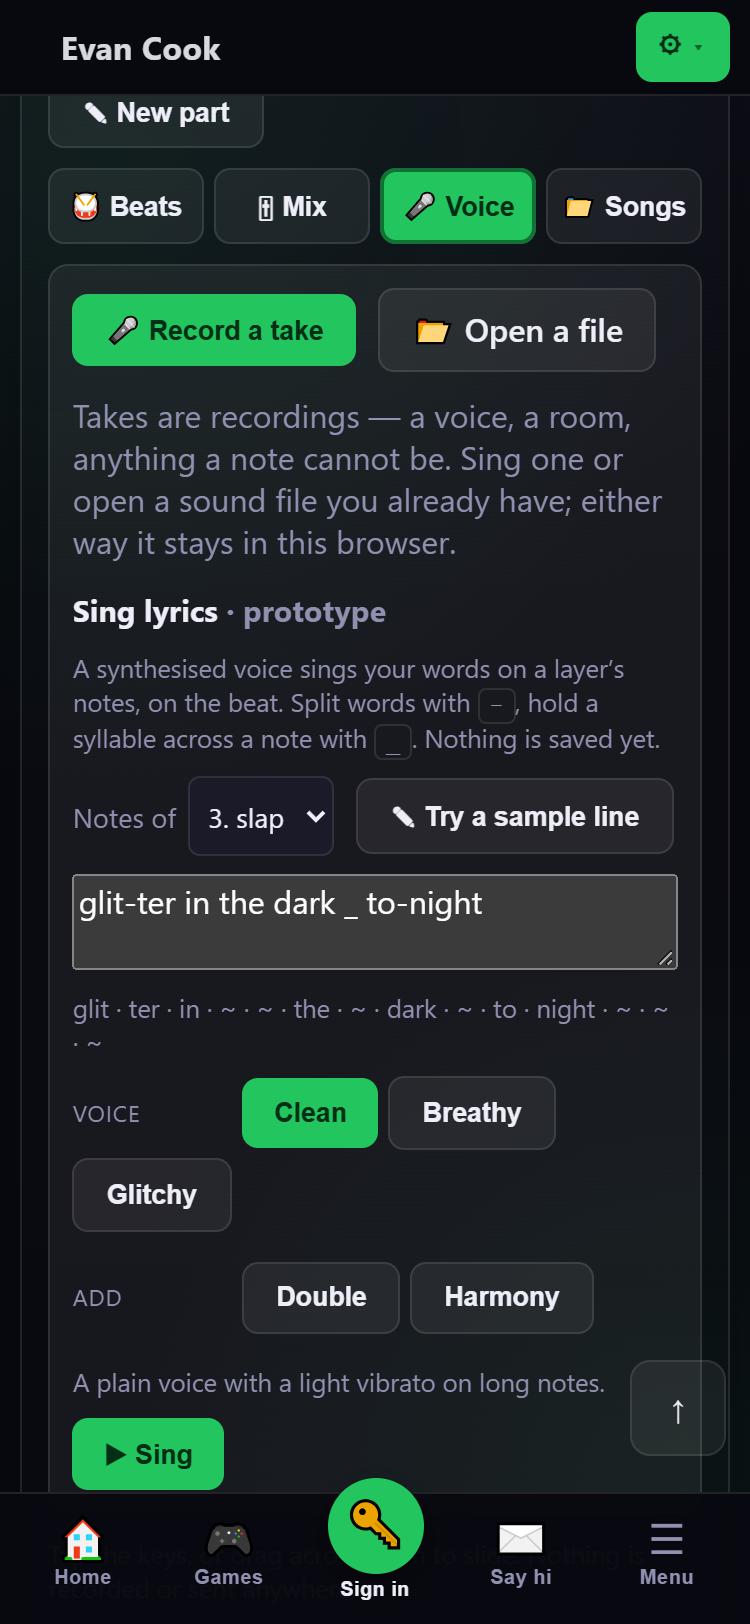 Evan Cook
New part
Beats
Mix
Voice
Songs
Record a take
Open a file
Takes are recordings — a voice, a room,
anything a note cannot be. Sing one or
open a sound file you already have; either
way it stays in this browser.
Sing lyrics · prototype
A synthesised voice sings your words on a layer’s
notes, on the beat. Split words with -, hold a
syllable across a note with _. Nothing is saved yet.
Notes of 3. slap
Try a sample line
glit-ter in the dark _ to-night
glit · ter · in · ~ · ~ · the · ~ · dark · ~ · to · night · ~ · ~
· ~
VOICE
Clean
Breathy
Glitchy
ADD
Double
Harmony
A plain voice with a light vibrato on long notes.
↑
Sing
Home
Games
Sign in
Say hi
Menu